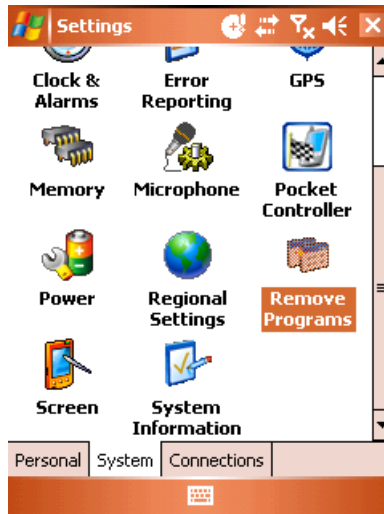 Settings
Clock & Error GPS
Alarms Reporting
Memory Microphone Pocket
Controller
Power Regional Remove
Settings Programs
Screen System
Information
Personal System Connections